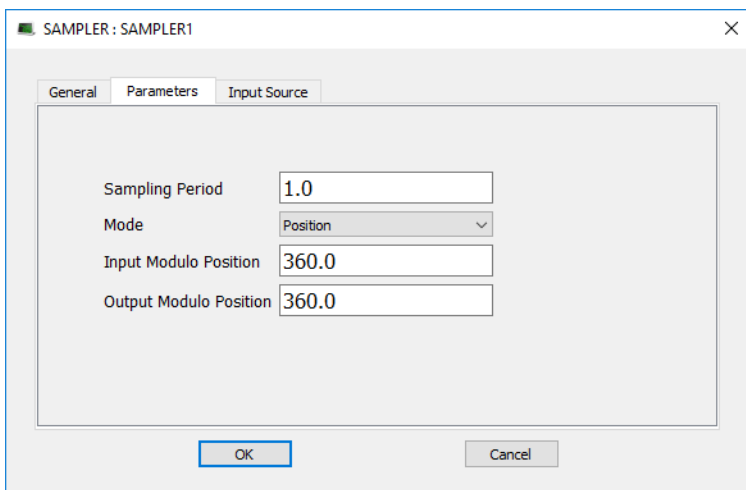 SAMPLER : SAMPLER1
General Parameters Input Source
Sampling Period 1.0
Mode Position
Input Modulo Position 360.0
Output Modulo Position 360.0
OK Cancel